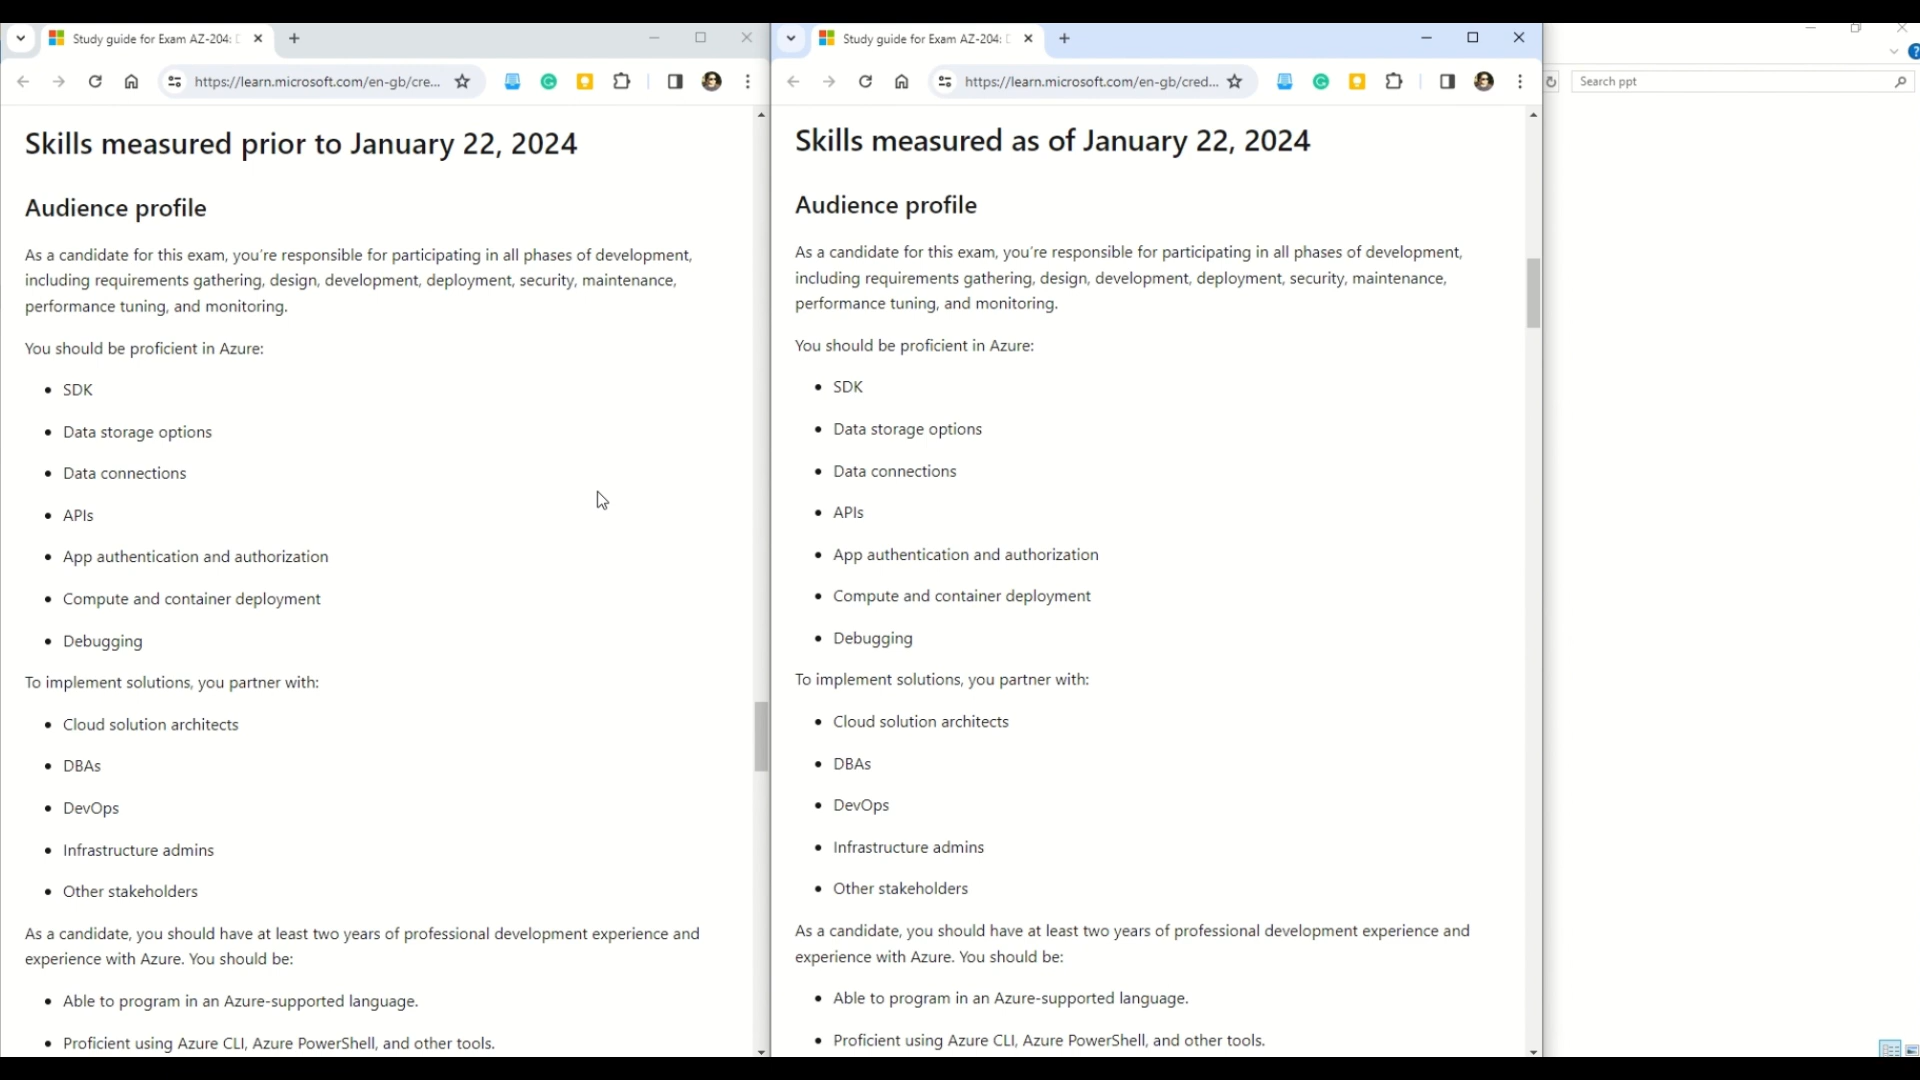 Study guide for Exam AZ-204:
https://learn.microsoft.com/en-gb/cre...
Skills measured prior to January 22, 2024
Audience profile
As a candidate for this exam, you're responsible for participating in all phases of development,
including requirements gathering, design, development, deployment, security, maintenance,
performance tuning, and monitoring.
You should be proficient in Azure:
• SDK
• Data storage options
• Data connections
• APIs
• App authentication and authorization
• Compute and container deployment
• Debugging
To implement solutions, you partner with:
• Cloud solution architects
• DBAs
• DevOps
• Infrastructure admins
• Other stakeholders
As a candidate, you should have at least two years of professional development experience and
experience with Azure. You should be:
• Able to program in an Azure-supported language.
• Proficient using Azure CLI, Azure PowerShell, and other tools.
Study guide for Exam AZ-204:
https://learn.microsoft.com/en-gb/cred...
Skills measured as of January 22, 2024
Audience profile
As a candidate for this exam, you're responsible for participating in all phases of development,
including requirements gathering, design, development, deployment, security, maintenance,
performance tuning, and monitoring.
You should be proficient in Azure:
• SDK
• Data storage options
• Data connections
• APIs
• App authentication and authorization
• Compute and container deployment
• Debugging
To implement solutions, you partner with:
• Cloud solution architects
• DBAs
• DevOps
• Infrastructure admins
• Other stakeholders
As a candidate, you should have at least two years of professional development experience and
experience with Azure. You should be:
• Able to program in an Azure-supported language.
• Proficient using Azure CLI, Azure PowerShell, and other tools.
Search ppt